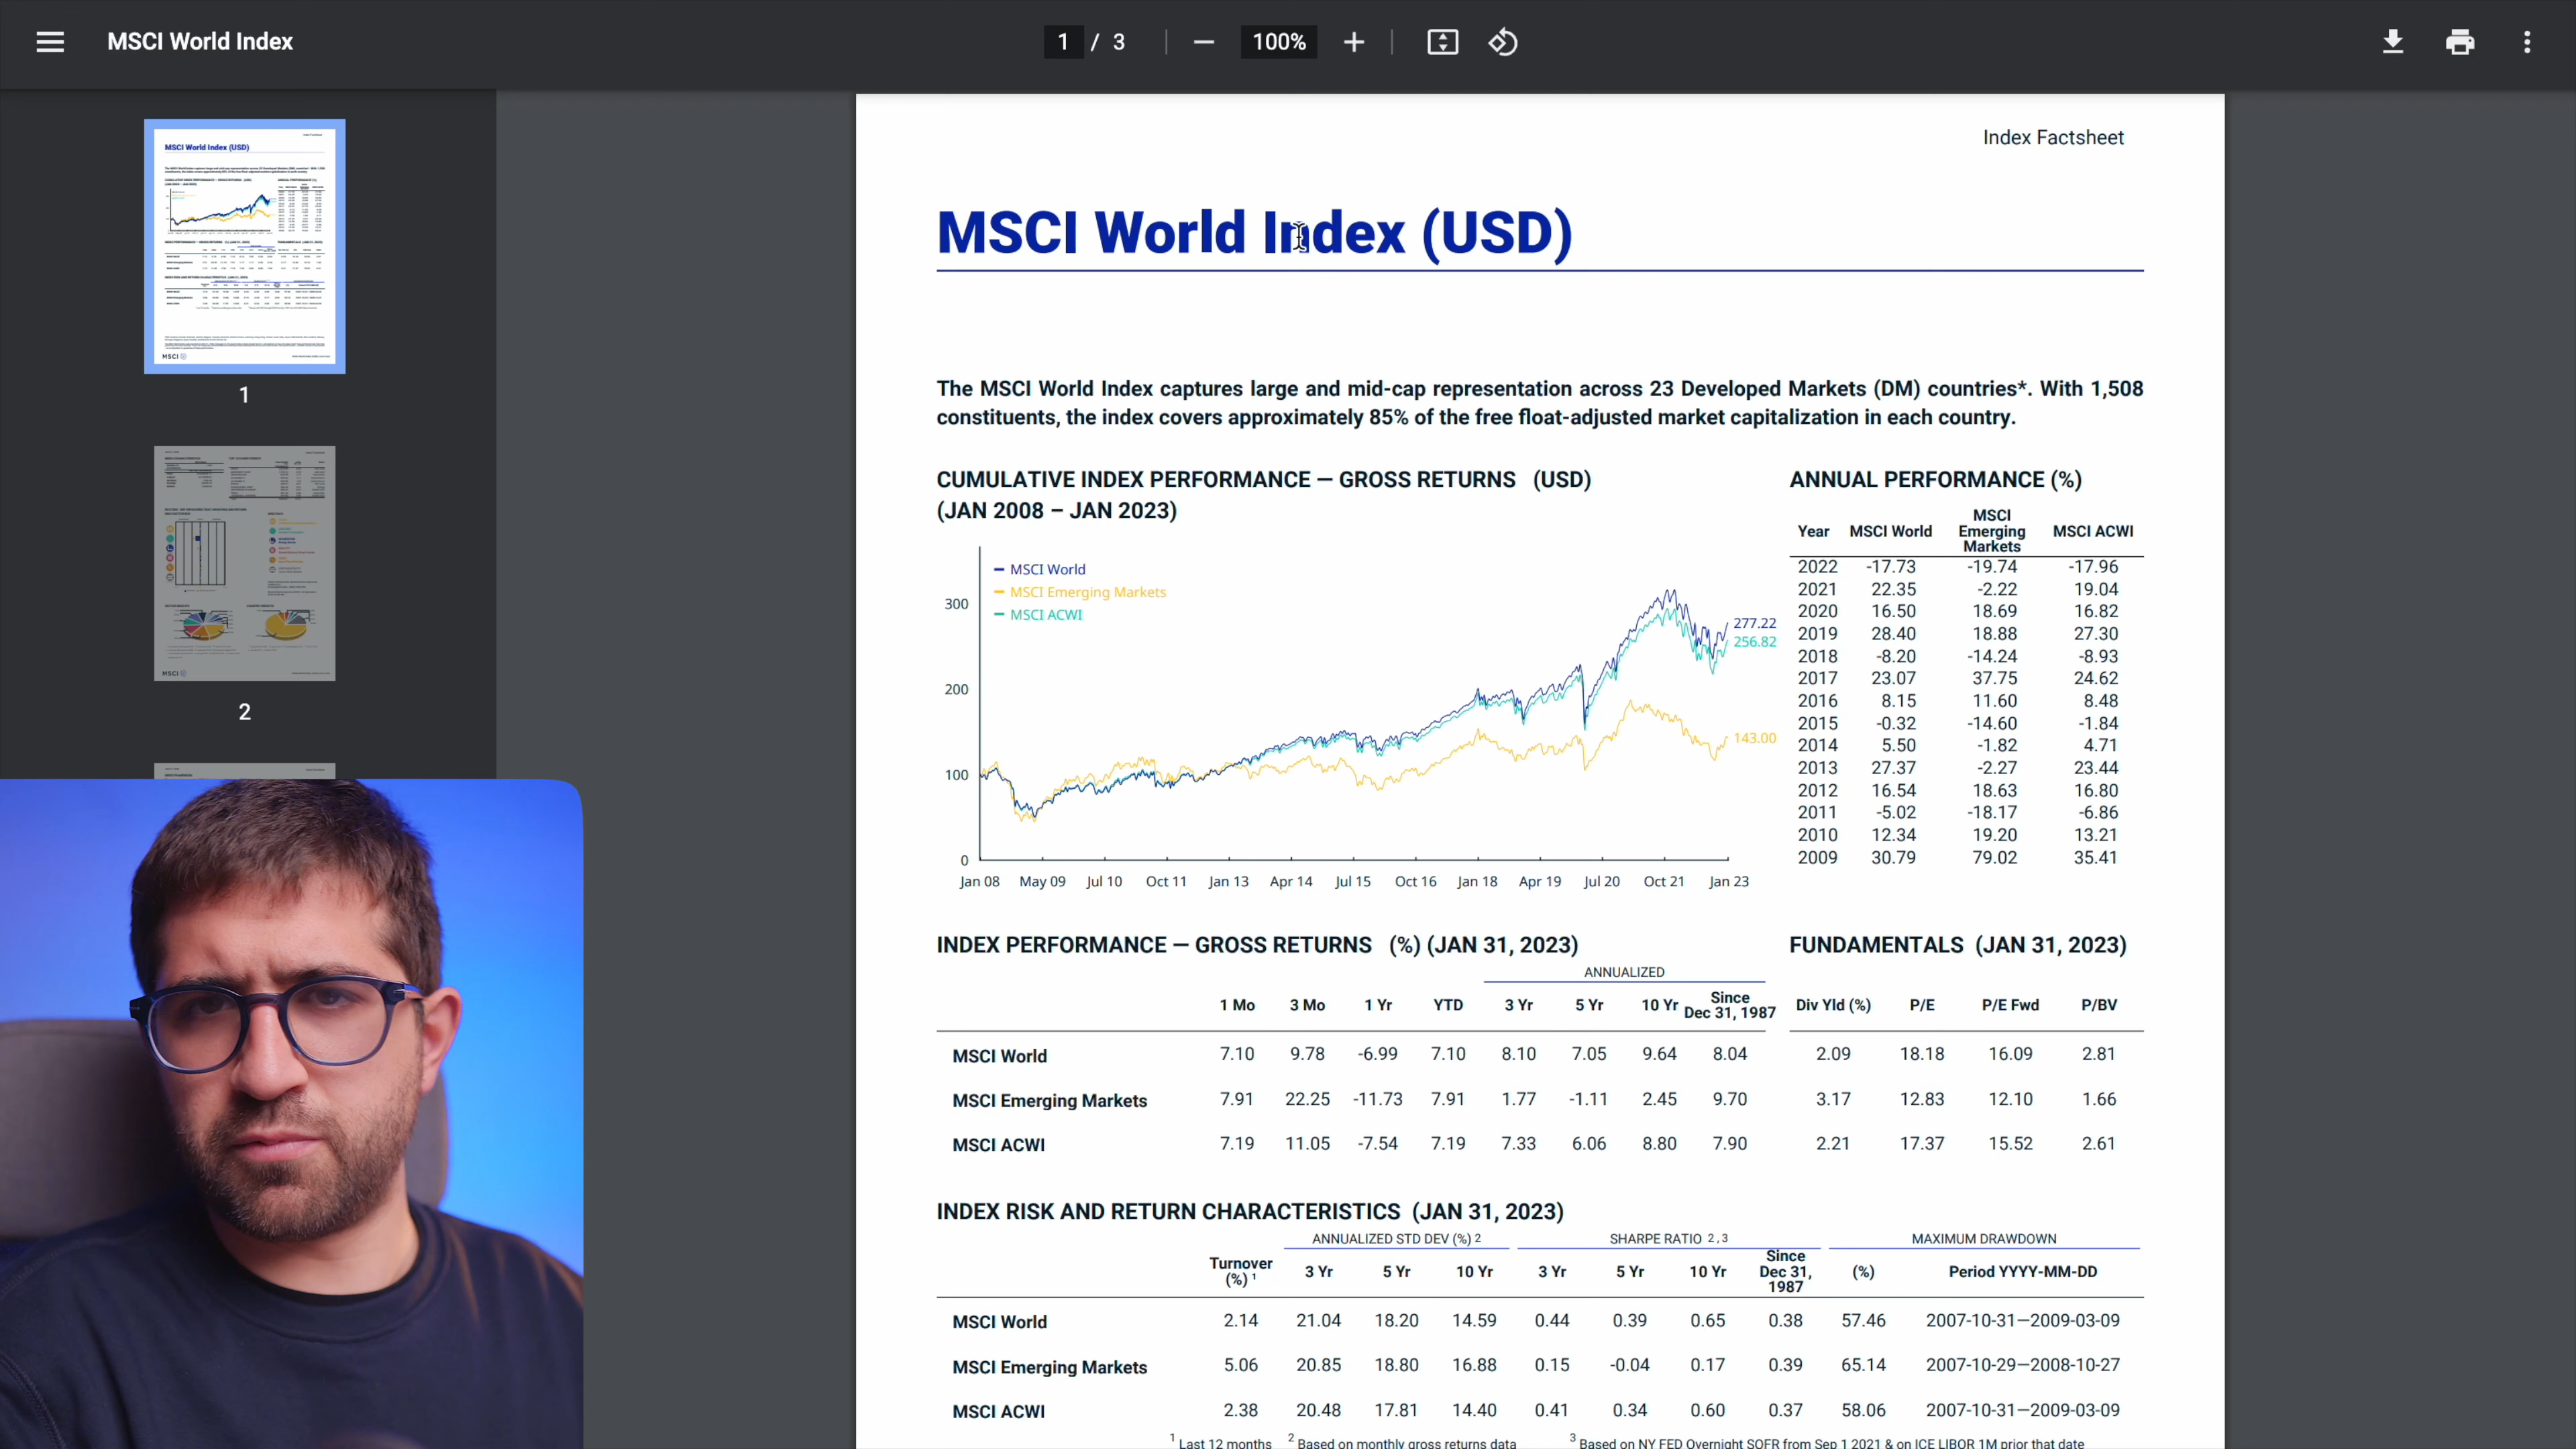 MSCI World Index
1 / 3
100%
1
2
Index Factsheet
MSCI World Index (USD)
The MSCI World Index captures large and mid-cap representation across 23 Developed Markets (DM) countries*. With 1,508
constituents, the index covers approximately 85% of the free float-adjusted market capitalization in each country.
CUMULATIVE INDEX PERFORMANCE — GROSS RETURNS (USD)
(JAN 2008 – JAN 2023)
MSCI World
MSCI Emerging Markets
MSCI ACWI
300
200
100
0
277.22
256.82
143.00
Jan 08 May 09 Jul 10 Oct 11 Jan 13 Apr 14 Jul 15 Oct 16 Jan 18 Apr 19 Jul 20 Oct 21 Jan 23
ANNUAL PERFORMANCE (%)
Year MSCI World MSCI Emerging Markets MSCI ACWI
2022 -17.73 -19.74 -17.96
2021 22.35 -2.22 19.04
2020 16.50 18.69 16.82
2019 28.40 18.88 27.30
2018 -8.20 -14.24 -8.93
2017 23.07 37.75 24.62
2016 8.15 11.60 8.48
2015 -0.32 -14.60 -1.84
2014 5.50 -1.82 4.71
2013 27.37 -2.27 23.44
2012 16.54 18.63 16.80
2011 -5.02 -18.17 -6.86
2010 12.34 19.20 13.21
2009 30.79 79.02 35.41
INDEX PERFORMANCE — GROSS RETURNS (%) (JAN 31, 2023)
ANNUALIZED
1 Mo 3 Mo 1 Yr YTD 3 Yr 5 Yr 10 Yr Since Dec 31, 1987
MSCI World 7.10 9.78 -6.99 7.10 8.10 7.05 9.64 8.04
MSCI Emerging Markets 7.91 22.25 -11.73 7.91 1.77 -1.11 2.45 9.70
MSCI ACWI 7.19 11.05 -7.54 7.19 7.33 6.06 8.80 7.90
FUNDAMENTALS (JAN 31, 2023)
Div Yld (%) P/E P/E Fwd P/BV
2.09 18.18 16.09 2.81
3.17 12.83 12.10 1.66
2.21 17.37 15.52 2.61
INDEX RISK AND RETURN CHARACTERISTICS (JAN 31, 2023)
ANNUALIZED STD DEV (%) 2 SHARPE RATIO 2,3 MAXIMUM DRAWDOWN
Turnover (%) 1 3 Yr 5 Yr 10 Yr 3 Yr 5 Yr 10 Yr Since Dec 31, 1987 (%) Period YYYY-MM-DD
MSCI World 2.14 21.04 18.20 14.59 0.44 0.39 0.65 0.38 57.46 2007-10-31—2009-03-09
MSCI Emerging Markets 5.06 20.85 18.80 16.88 0.15 -0.04 0.17 0.39 65.14 2007-10-29—2008-10-27
MSCI ACWI 2.38 20.48 17.81 14.40 0.41 0.34 0.60 0.37 58.06 2007-10-31—2009-03-09
1 Last 12 months 2 Based on monthly gross returns data 3 Based on NY FED Overnight SOFR from Sep 1 2021 & on ICE LIBOR 1M prior that date